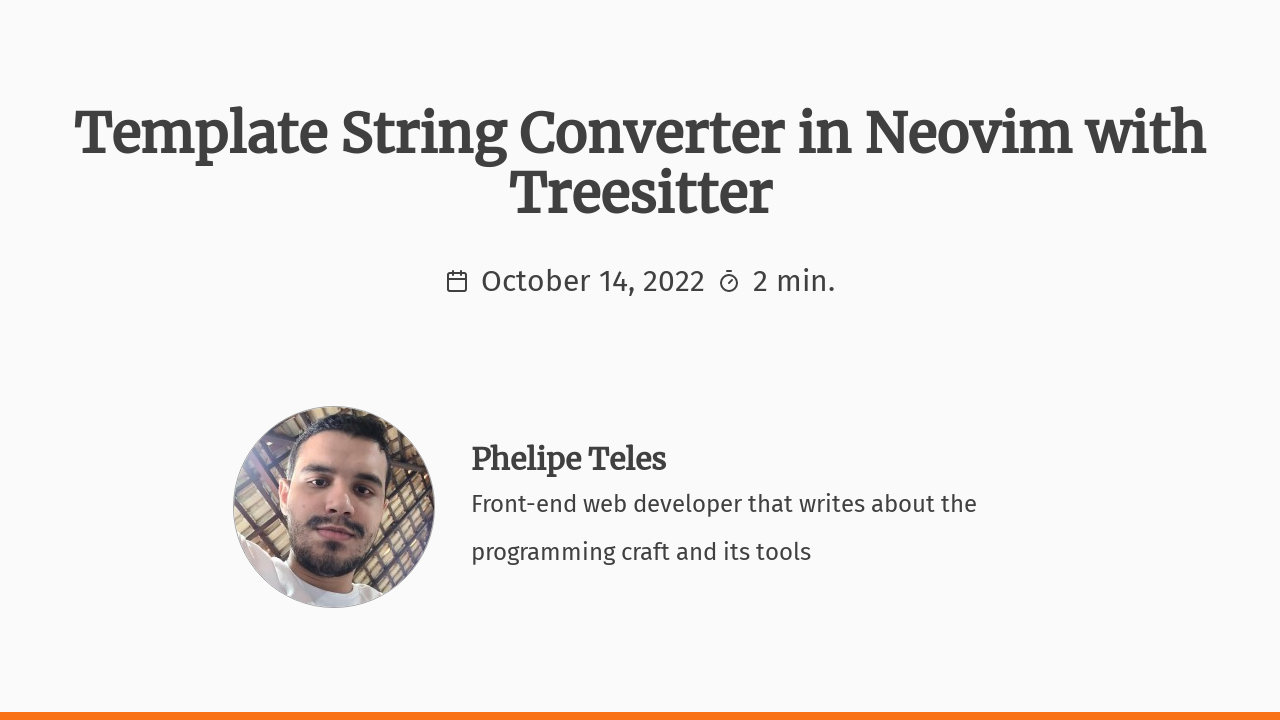 Template String Converter in Neovim with
Treesitter
October 14, 2022 2 min.
Phelipe Teles
Front-end web developer that writes about the
programming craft and its tools